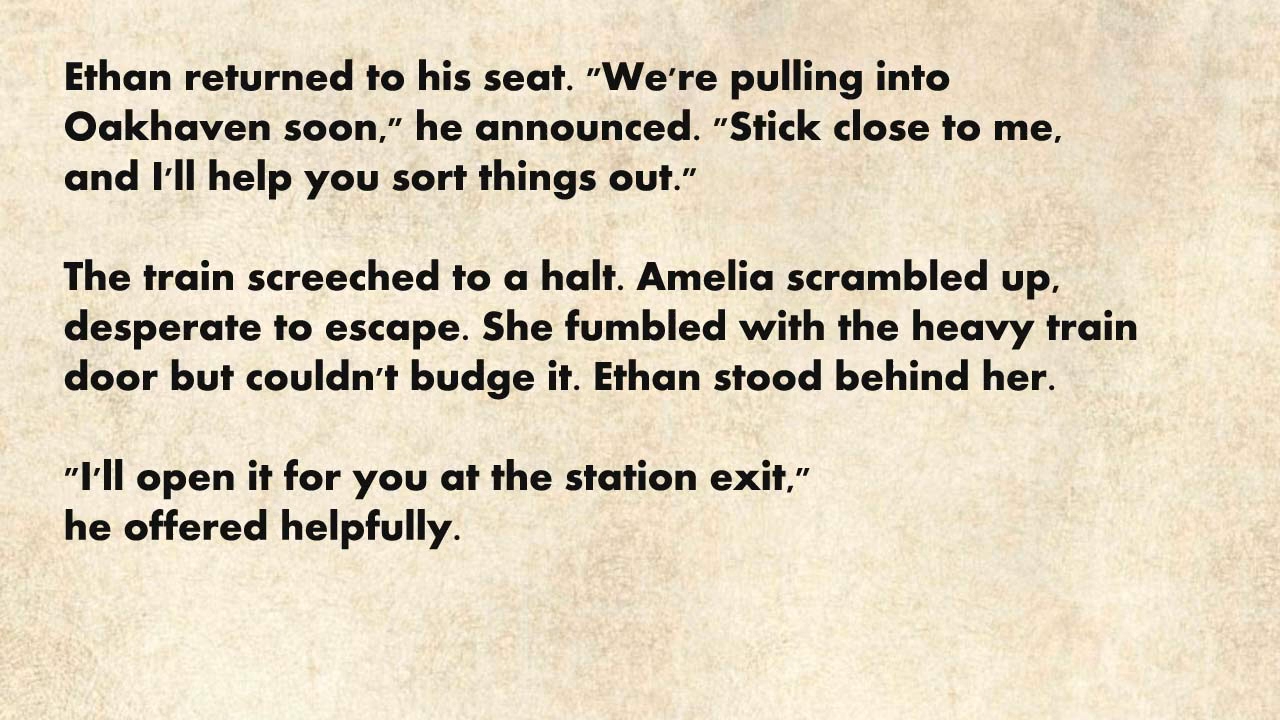 Ethan returned to his seat. "We're pulling into
Oakhaven soon," he announced. "Stick close to me,
and I'll help you sort things out."
The train screeched to a halt. Amelia scrambled up,
desperate to escape. She fumbled with the heavy train
door but couldn't budge it. Ethan stood behind her.
"I'll open it for you at the station exit,"
he offered helpfully.